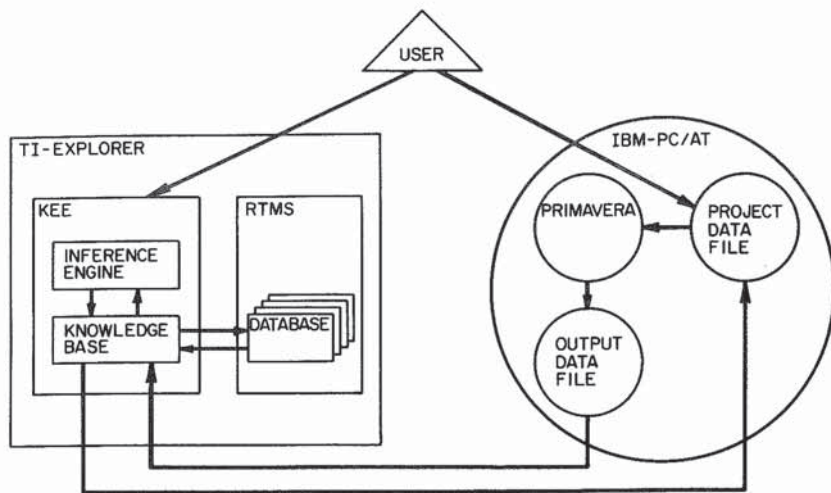 USER
TI-EXPLORER
KEE
INFERENCE
ENGINE
KNOWLEDGE
BASE
RTMS
DATABASE
IBM-PC/AT
PRIMAVERA
PROJECT
DATA
FILE
OUTPUT
DATA
FILE